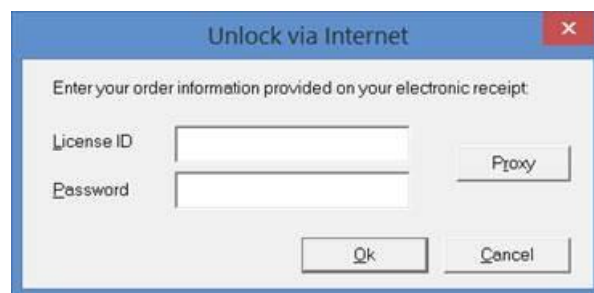 Unlock via Internet
Enter your order information provided on your electronic receipt
License ID
Proxy
Password
Ok
Cancel